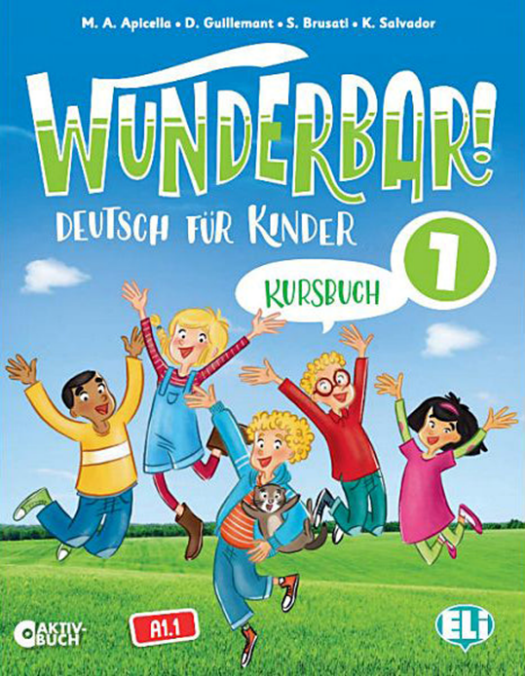 M. A. Apicella • D. Guillemant • S. Brusati • K. Salvador
WUNDERBAR!
DEUTSCH FÜR KINDER
1
KURSBUCH
AKTIV-
BUCH
A1.1
ELi